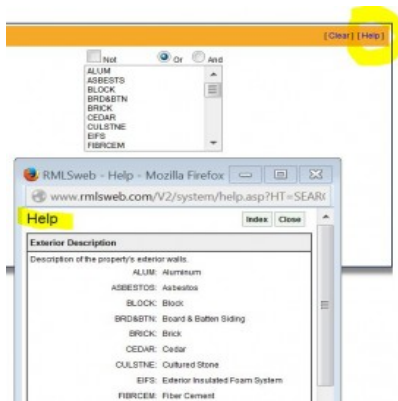 [Clear] [Help]
Not Or And
ALUM
ASBESTS
BLOCK
BRD&BTN
BRICK
CEDAR
CULSTNE
EIFS
FIBRCEM
RMLSweb - Help - Mozilla Firefox
www.rmlsweb.com/V2/system/help.asp?HT=SEAR
Help Index Close
Exterior Description
Description of the property's exterior walls.
ALUM: Aluminum
ASBESTOS: Asbestos
BLOCK: Block
BRD&BTN: Board & Batten Siding
BRICK: Brick
CEDAR: Cedar
CULSTNE: Cultured Stone
EIFS: Exterior Insulated Foam System
FIBRCEM: Fiber Cement